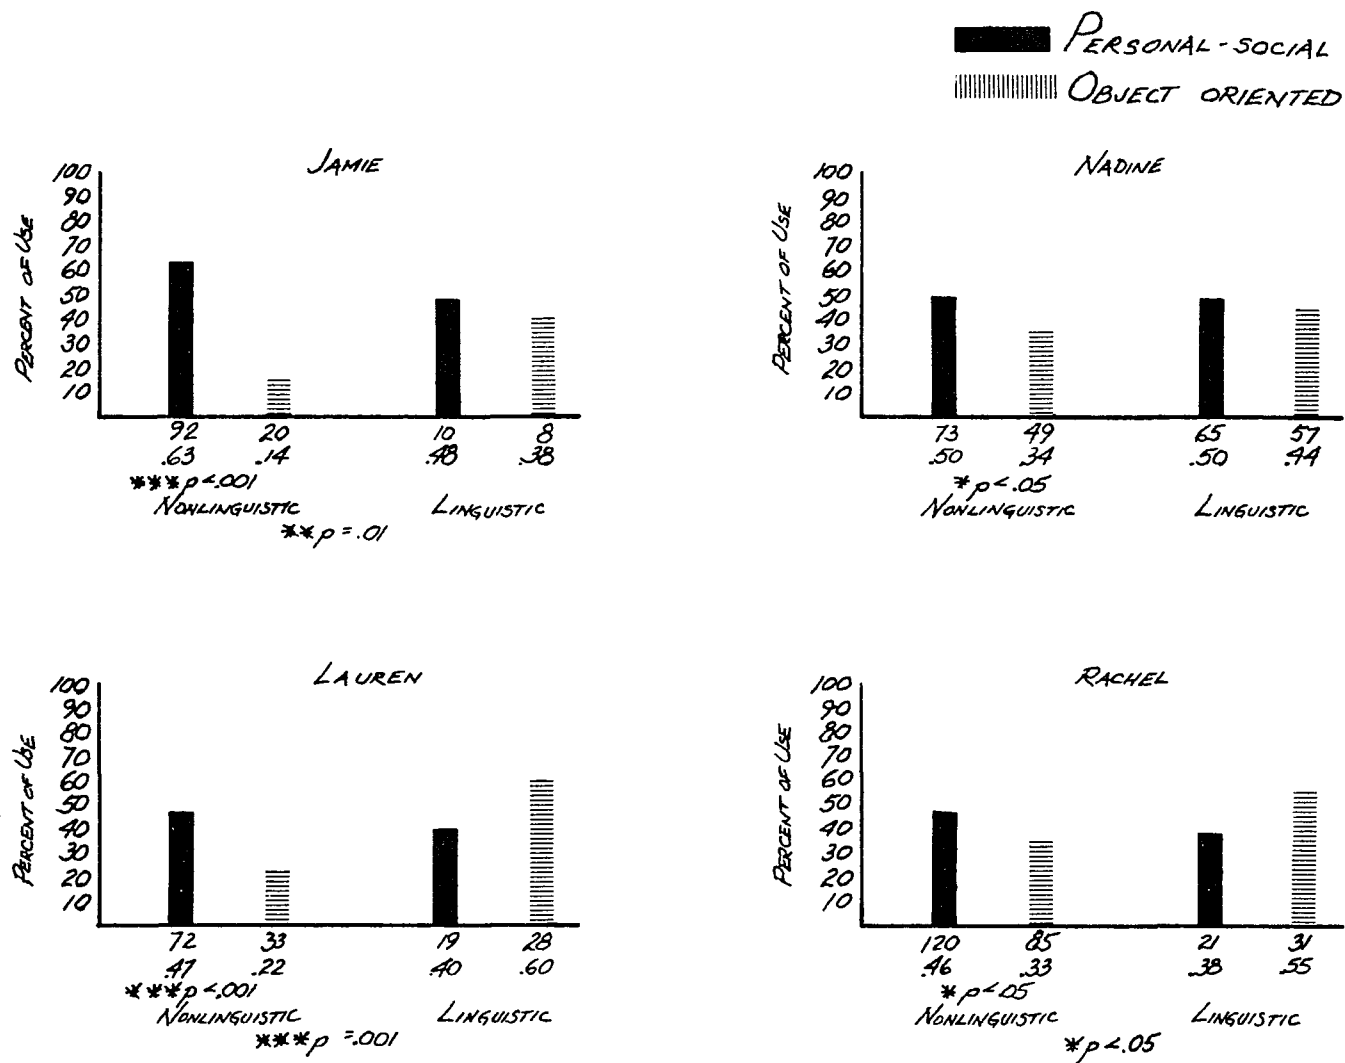 PERSONAL-SOCIAL
OBJECT ORIENTED
JAMIE
PERCENT OF USE
100
90
80
70
60
50
40
30
20
10
92 20 10 8
.63 .14 .48 .38
***p<.001
NONLINGUISTIC LINGUISTIC
**p=.01
NADINE
PERCENT OF USE
100
90
80
70
60
50
40
30
20
10
73 49 65 57
.50 .34 .50 .44
*p<.05
NONLINGUISTIC LINGUISTIC
LAUREN
PERCENT OF USE
100
90
80
70
60
50
40
30
20
10
72 33 19 28
.47 .22 .40 .60
***p<.001
NONLINGUISTIC LINGUISTIC
***p=.001
RACHEL
PERCENT OF USE
100
90
80
70
60
50
40
30
20
10
120 85 21 31
.46 .33 .38 .55
*p<.05
NONLINGUISTIC LINGUISTIC
*p<.05